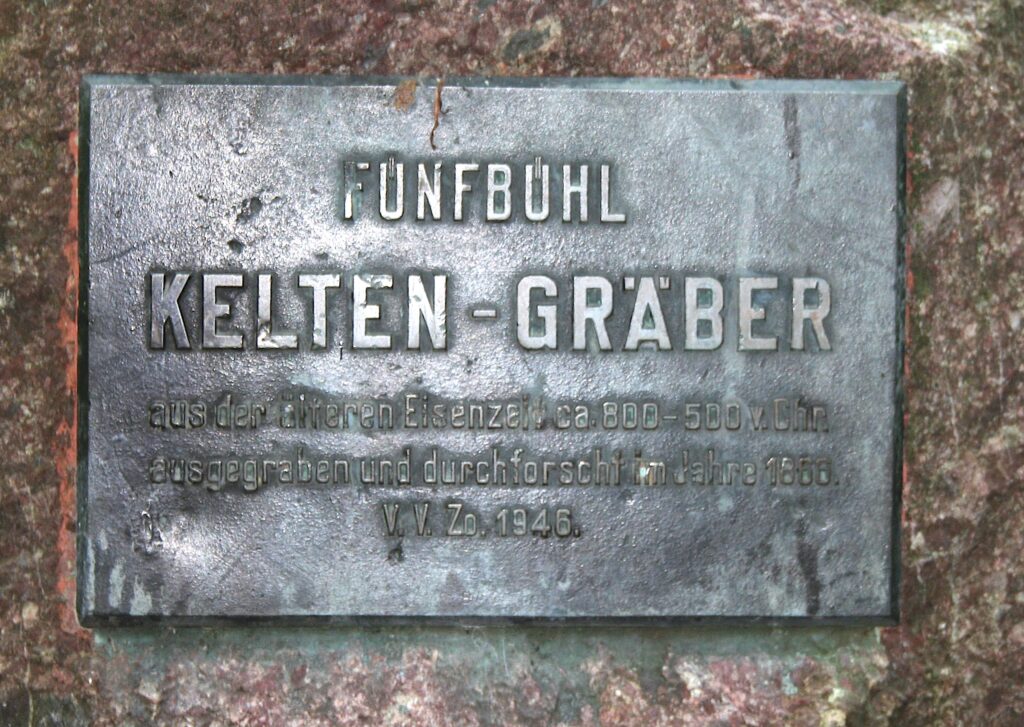 FÜNFBÜHL
KELTEN - GRÄBER
aus der älteren Eisenzeit ca. 800 - 500 v. Chr.
ausgegraben und durchforscht im Jahre 1866.
V. V. Zo. 1946.